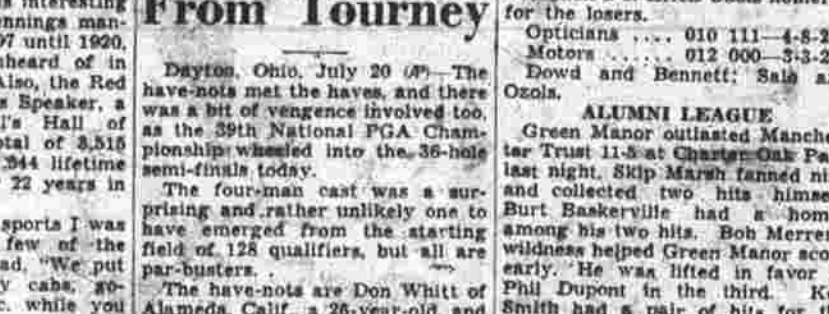 s interesting
ennings man-
97 until 1920,
nheard of in
Also, the Red
s Speaker, a
l's Hall of
otal of 3,515
.344 lifetime
22 years in
sports I was
few of the
ad. "We put
y cabs, go-
c. while you
From Tourney
Dayton, Ohio, July 20 (AP)—The
have-nots met the haves, and there
was a bit of vengence involved too,
as the 39th National PGA Cham-
pionship wheeled into the 36-hole
semi-finals today.
The four-man cast was a sur-
prising and rather unlikely one to
have emerged from the starting
field of 128 qualifiers, but all are
par-busters.
The have-nots are Don Whitt of
Alameda, Calif., a 26-year-old and
for the losers.
Opticians .... 010 111—4-8-2
Motors ...... 012 000—3-3-2
Dowd and Bennett; Salo a
Ozols.
ALUMNI LEAGUE
Green Manor outlasted Manche
ter Trust 11-5 at Charter Oak Pa
last night. Skip Marsh fanned ni
and collected two hits himse
Burt Baskerville had a hom
among his two hits. Bob Merrer
wildness helped Green Manor sco
early. He was lifted in favor
Phil Dupont in the third. K
Smith had a pair of hits for t